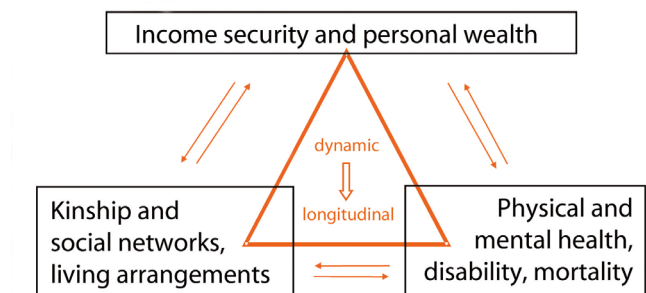 Income security and personal wealth
dynamic
longitudinal
Kinship and
social networks,
living arrangements
Physical and
mental health,
disability, mortality